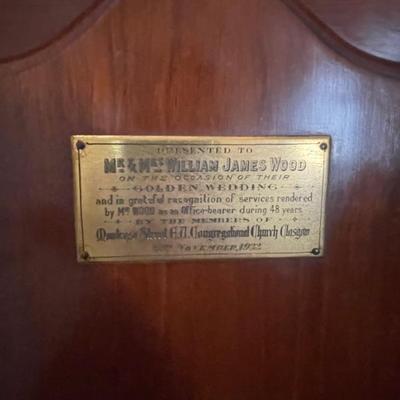 PRESENTED TO
MR & MRS WILLIAM JAMES WOOD
ON THE OCCASION OF THEIR
GOLDEN WEDDING
and in grateful recognition of services rendered
by Mr WOOD as an Office-bearer during 48 years
BY THE MEMBERS OF
Street E.U. Congregational Church Glasgow
NOVEMBER, 1932